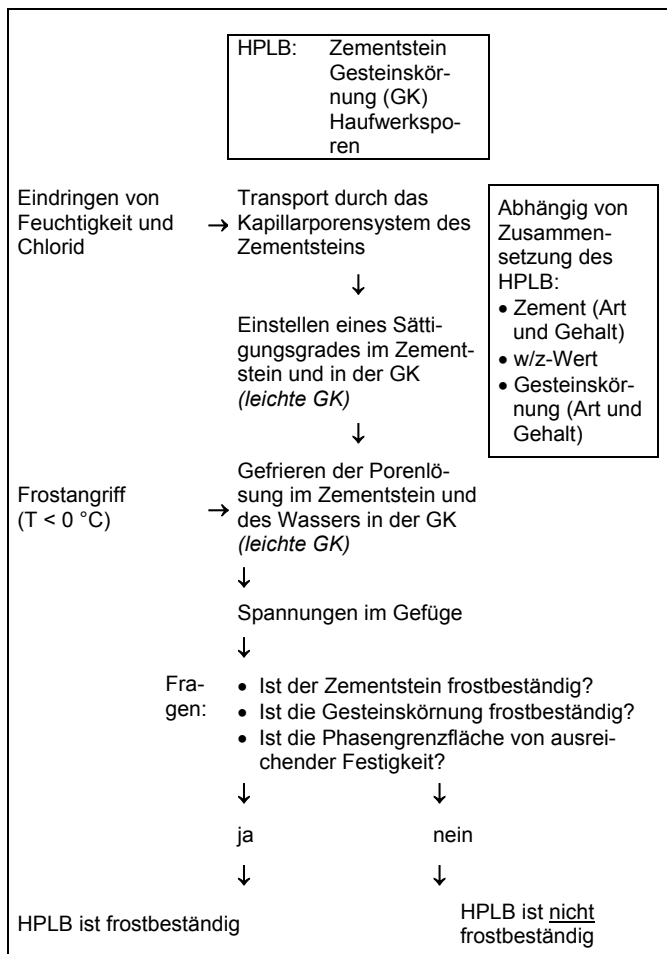 HPLB: Zementstein
Gesteinskör-
nung (GK)
Haufwerkspo-
ren
Eindringen von
Feuchtigkeit und
Chlorid
→ Transport durch das
Kapillarporensystem des
Zementsteins
↓
Einstellen eines Sätti-
gungsgrades im Zement-
stein und in der GK
(leichte GK)
↓
Abhängig von
Zusammen-
setzung des
HPLB:
• Zement (Art
und Gehalt)
• w/z-Wert
• Gesteinskör-
nung (Art und
Gehalt)
Frostangriff
(T < 0 °C)
→ Gefrieren der Porenlö-
sung im Zementstein und
des Wassers in der GK
(leichte GK)
↓
Spannungen im Gefüge
↓
Fra-
gen:
• Ist der Zementstein frostbeständig?
• Ist die Gesteinskörnung frostbeständig?
• Ist die Phasengrenzfläche von ausrei-
chender Festigkeit?
↓ ↓
ja nein
↓ ↓
HPLB ist frostbeständig
HPLB ist nicht
frostbeständig